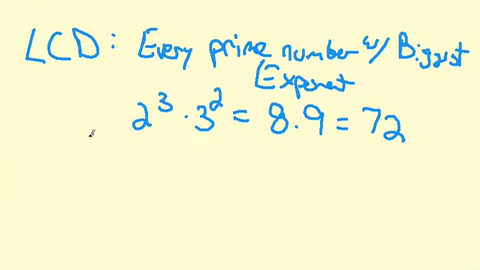 LCD: Every prime number w/ Biggest
Exponent
2³ · 3² = 8 · 9 = 72